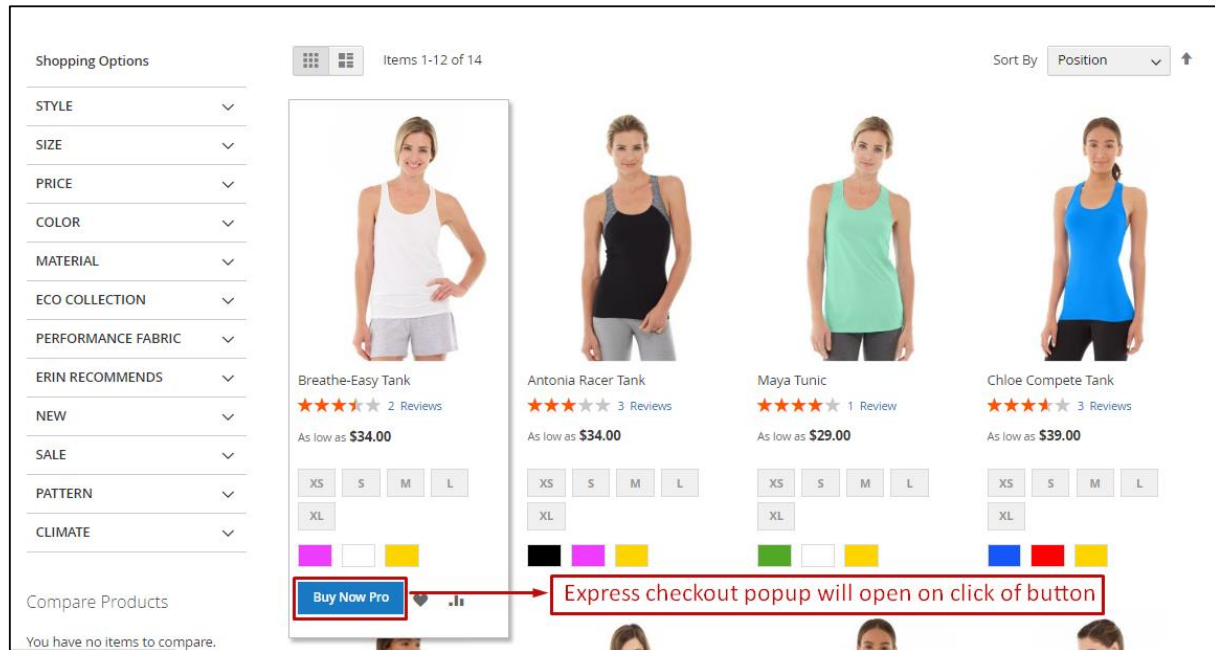 Shopping Options
Items 1-12 of 14
Sort By Position
STYLE
SIZE
PRICE
COLOR
MATERIAL
ECO COLLECTION
PERFORMANCE FABRIC
ERIN RECOMMENDS
NEW
SALE
PATTERN
CLIMATE
Compare Products
You have no items to compare.
Breathe-Easy Tank
2 Reviews
As low as $34.00
XS S M L
XL
Buy Now Pro
Antonia Racer Tank
3 Reviews
As low as $34.00
XS S M L
XL
Maya Tunic
1 Review
As low as $29.00
XS S M L
XL
Chloe Compete Tank
3 Reviews
As low as $39.00
XS S M L
XL
Express checkout popup will open on click of button